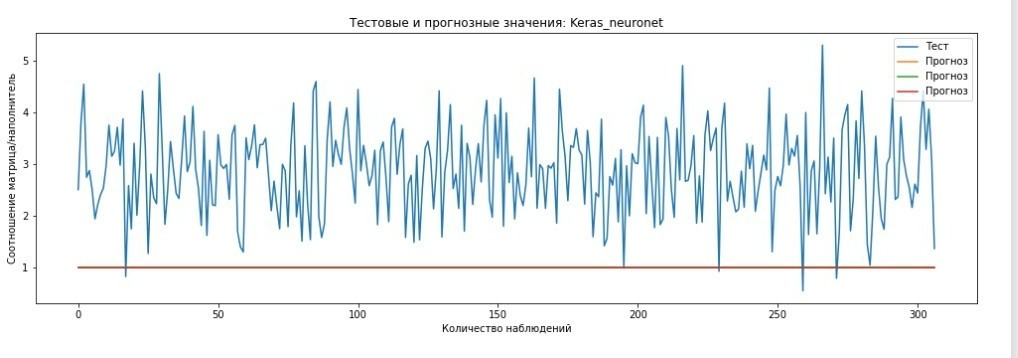 Тестовые и прогнозные значения: Keras_neuronet
Соотношение матрица/наполнитель
5
4
3
2
1
Тест
Прогноз
Прогноз
Прогноз
0 50 100 150 200 250 300
Количество наблюдений